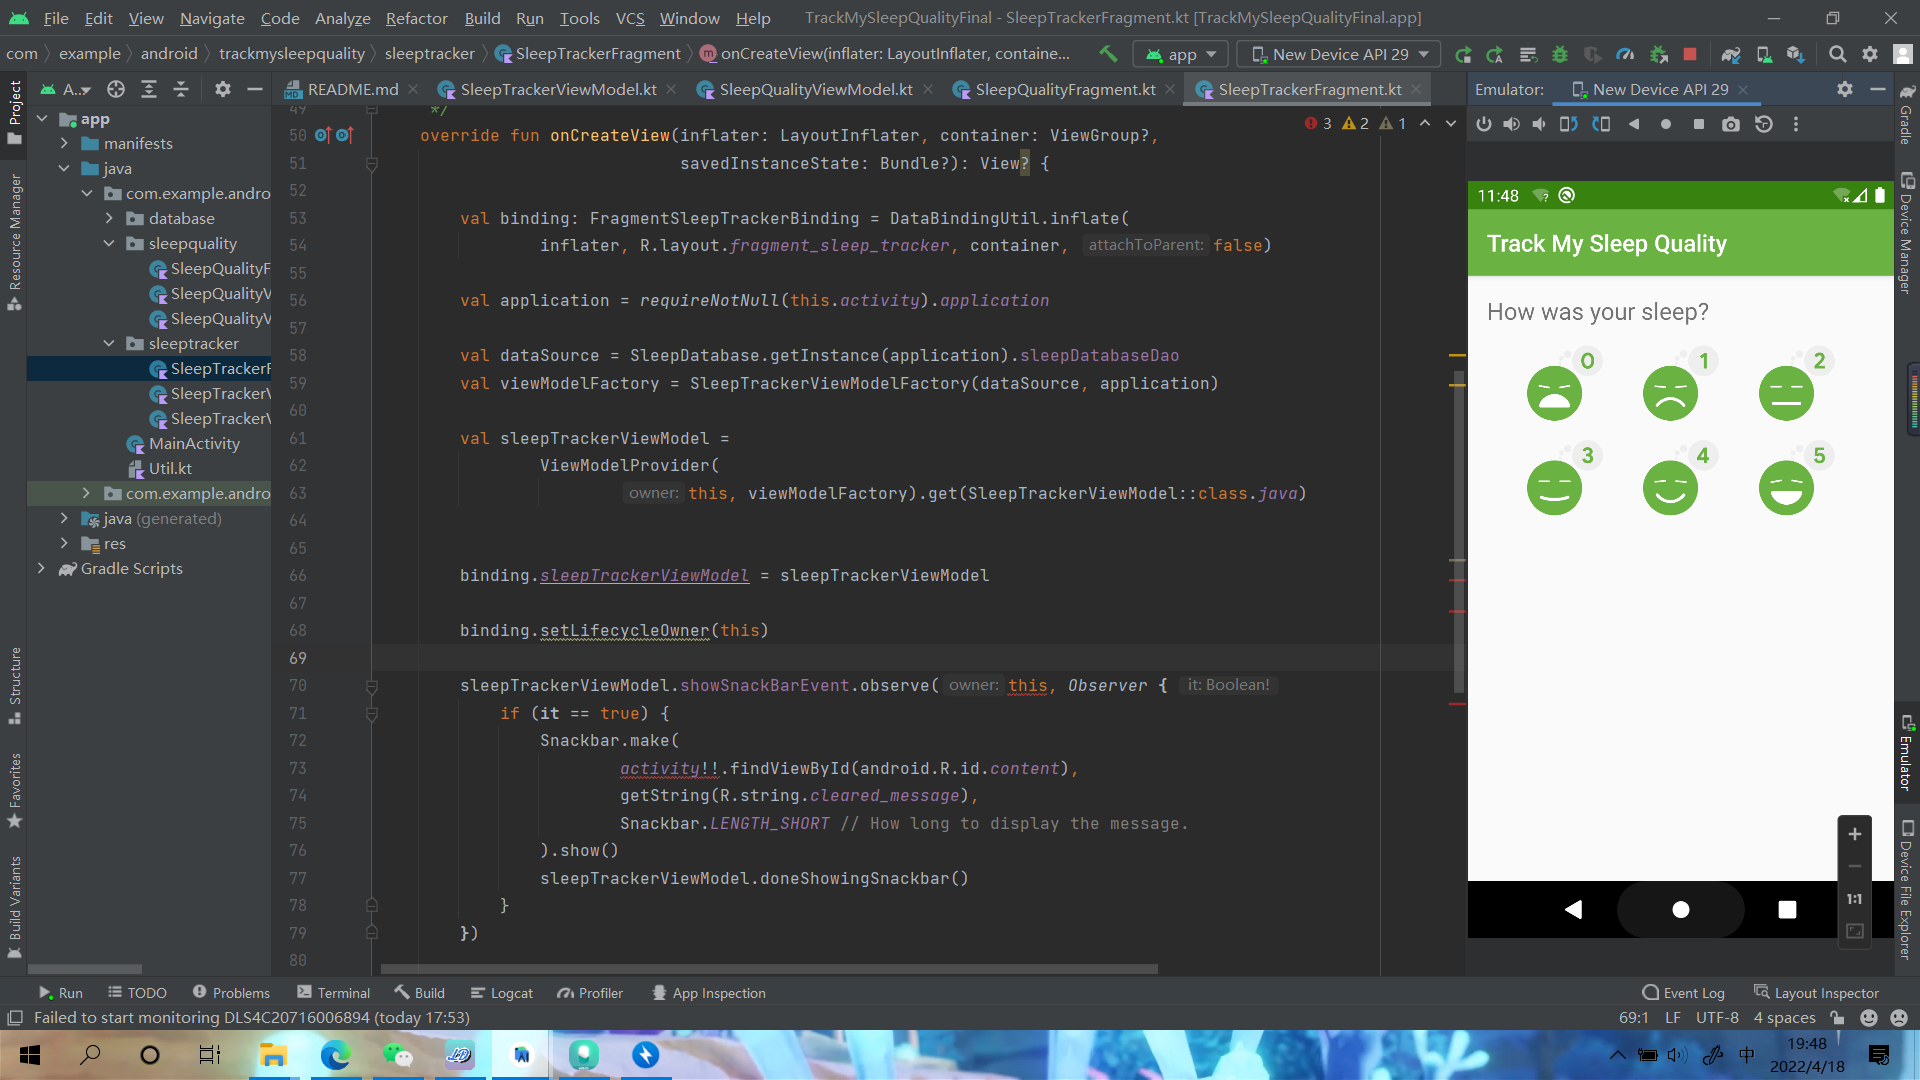 File Edit View Navigate Code Analyze Refactor Build Run Tools VCS Window Help TrackMySleepQualityFinal - SleepTrackerFragment.kt [TrackMySleepQualityFinal.app]
com example android trackmysleepquality sleeptracker SleepTrackerFragment onCreateView(inflater: LayoutInflater, containe... app New Device API 29
A.. README.md SleepTrackerViewModel.kt SleepQualityViewModel.kt SleepQualityFragment.kt SleepTrackerFragment.kt Emulator: New Device API 29
Project
Resource Manager
Structure
Favorites
Build Variants
app
manifests
java
com.example.andro
database
sleepquality
SleepQualityF
SleepQualityV
SleepQualityV
sleeptracker
SleepTrackerF
SleepTrackerV
SleepTrackerV
MainActivity
Util.kt
com.example.andro
java (generated)
res
Gradle Scripts
3 2 1
49 */
50 override fun onCreateView(inflater: LayoutInflater, container: ViewGroup?,
51 savedInstanceState: Bundle?): View? {
52
53 val binding: FragmentSleepTrackerBinding = DataBindingUtil.inflate(
54 inflater, R.layout.fragment_sleep_tracker, container, attachToParent: false)
55
56 val application = requireNotNull(this.activity).application
57
58 val dataSource = SleepDatabase.getInstance(application).sleepDatabaseDao
59 val viewModelFactory = SleepTrackerViewModelFactory(dataSource, application)
60
61 val sleepTrackerViewModel =
62 ViewModelProvider(
63 owner: this, viewModelFactory).get(SleepTrackerViewModel::class.java)
64
65
66 binding.sleepTrackerViewModel = sleepTrackerViewModel
67
68 binding.setLifecycleOwner(this)
69
70 sleepTrackerViewModel.showSnackBarEvent.observe( owner: this, Observer { it: Boolean!
71 if (it == true) {
72 Snackbar.make(
73 activity!!.findViewById(android.R.id.content),
74 getString(R.string.cleared_message),
75 Snackbar.LENGTH_SHORT // How long to display the message.
76 ).show()
77 sleepTrackerViewModel.doneShowingSnackbar()
78 }
79 })
80
11:48
Track My Sleep Quality
How was your sleep?
0 1 2
3 4 5
+
1:1
Gradle
Device Manager
Emulator
Device File Explorer
Run TODO Problems Terminal Build Logcat Profiler App Inspection Event Log Layout Inspector
Failed to start monitoring DLS4C20716006894 (today 17:53) 69:1 LF UTF-8 4 spaces
中 19:48
2022/4/18